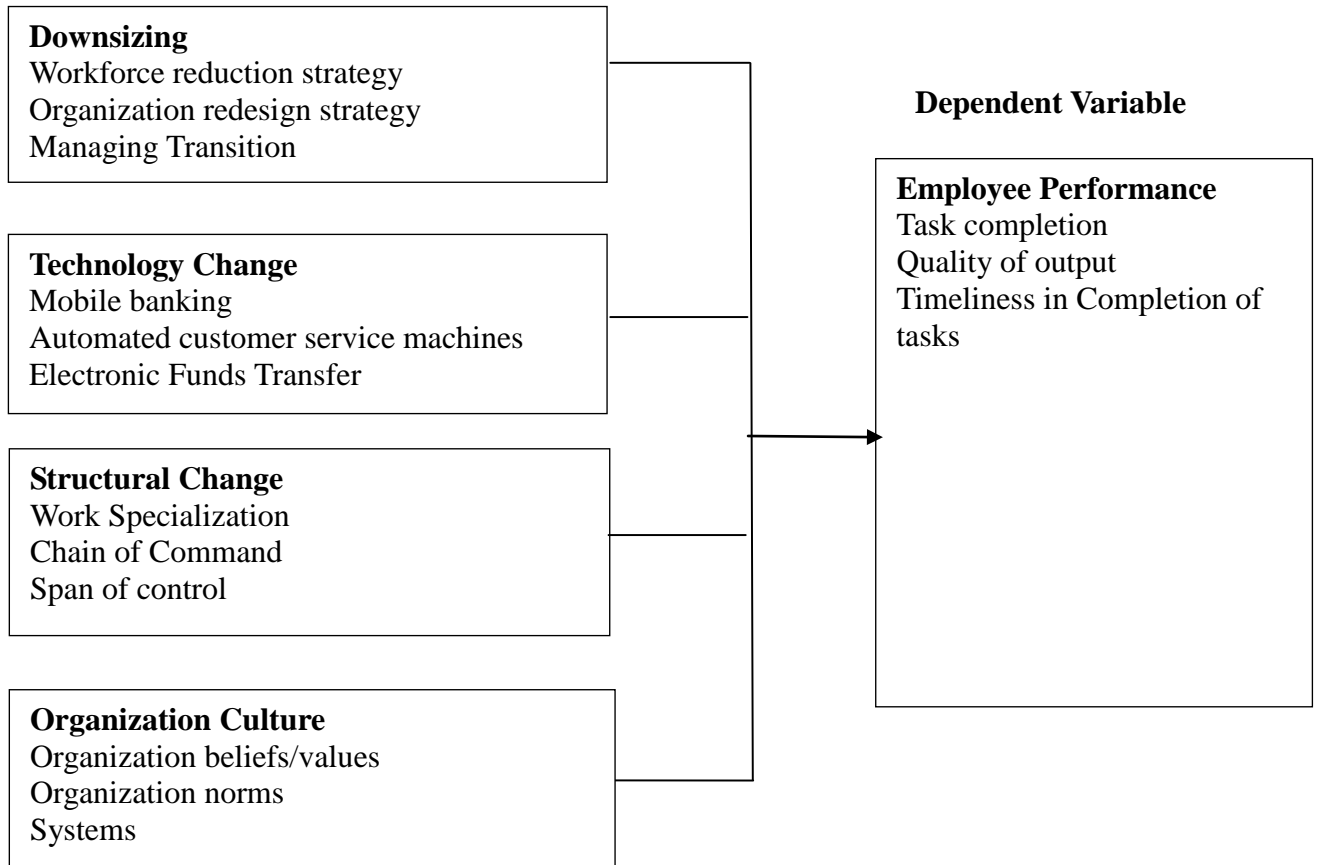 Downsizing
Workforce reduction strategy
Organization redesign strategy
Managing Transition
Technology Change
Mobile banking
Automated customer service machines
Electronic Funds Transfer
Structural Change
Work Specialization
Chain of Command
Span of control
Organization Culture
Organization beliefs/values
Organization norms
Systems
Dependent Variable
Employee Performance
Task completion
Quality of output
Timeliness in Completion of
tasks